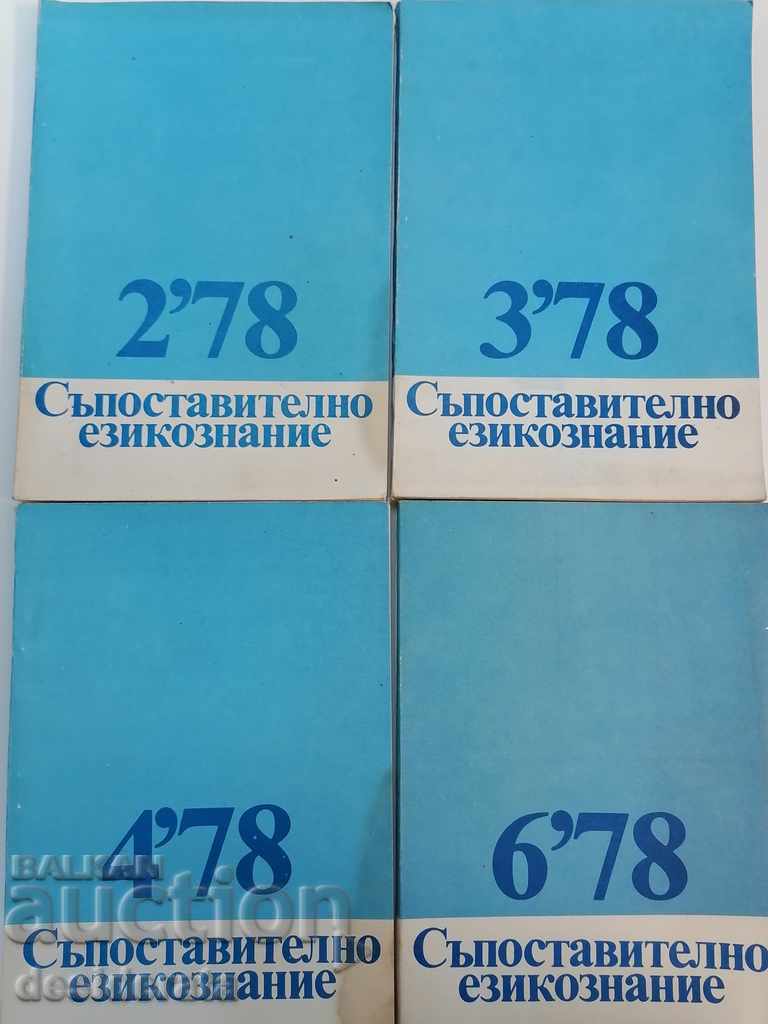 2’78
Съпоставително
езикознание
3’78
Съпоставително
езикознание
4’78
Съпоставително
езикознание
6’78
Съпоставително
езикознание
BALKAN
auction